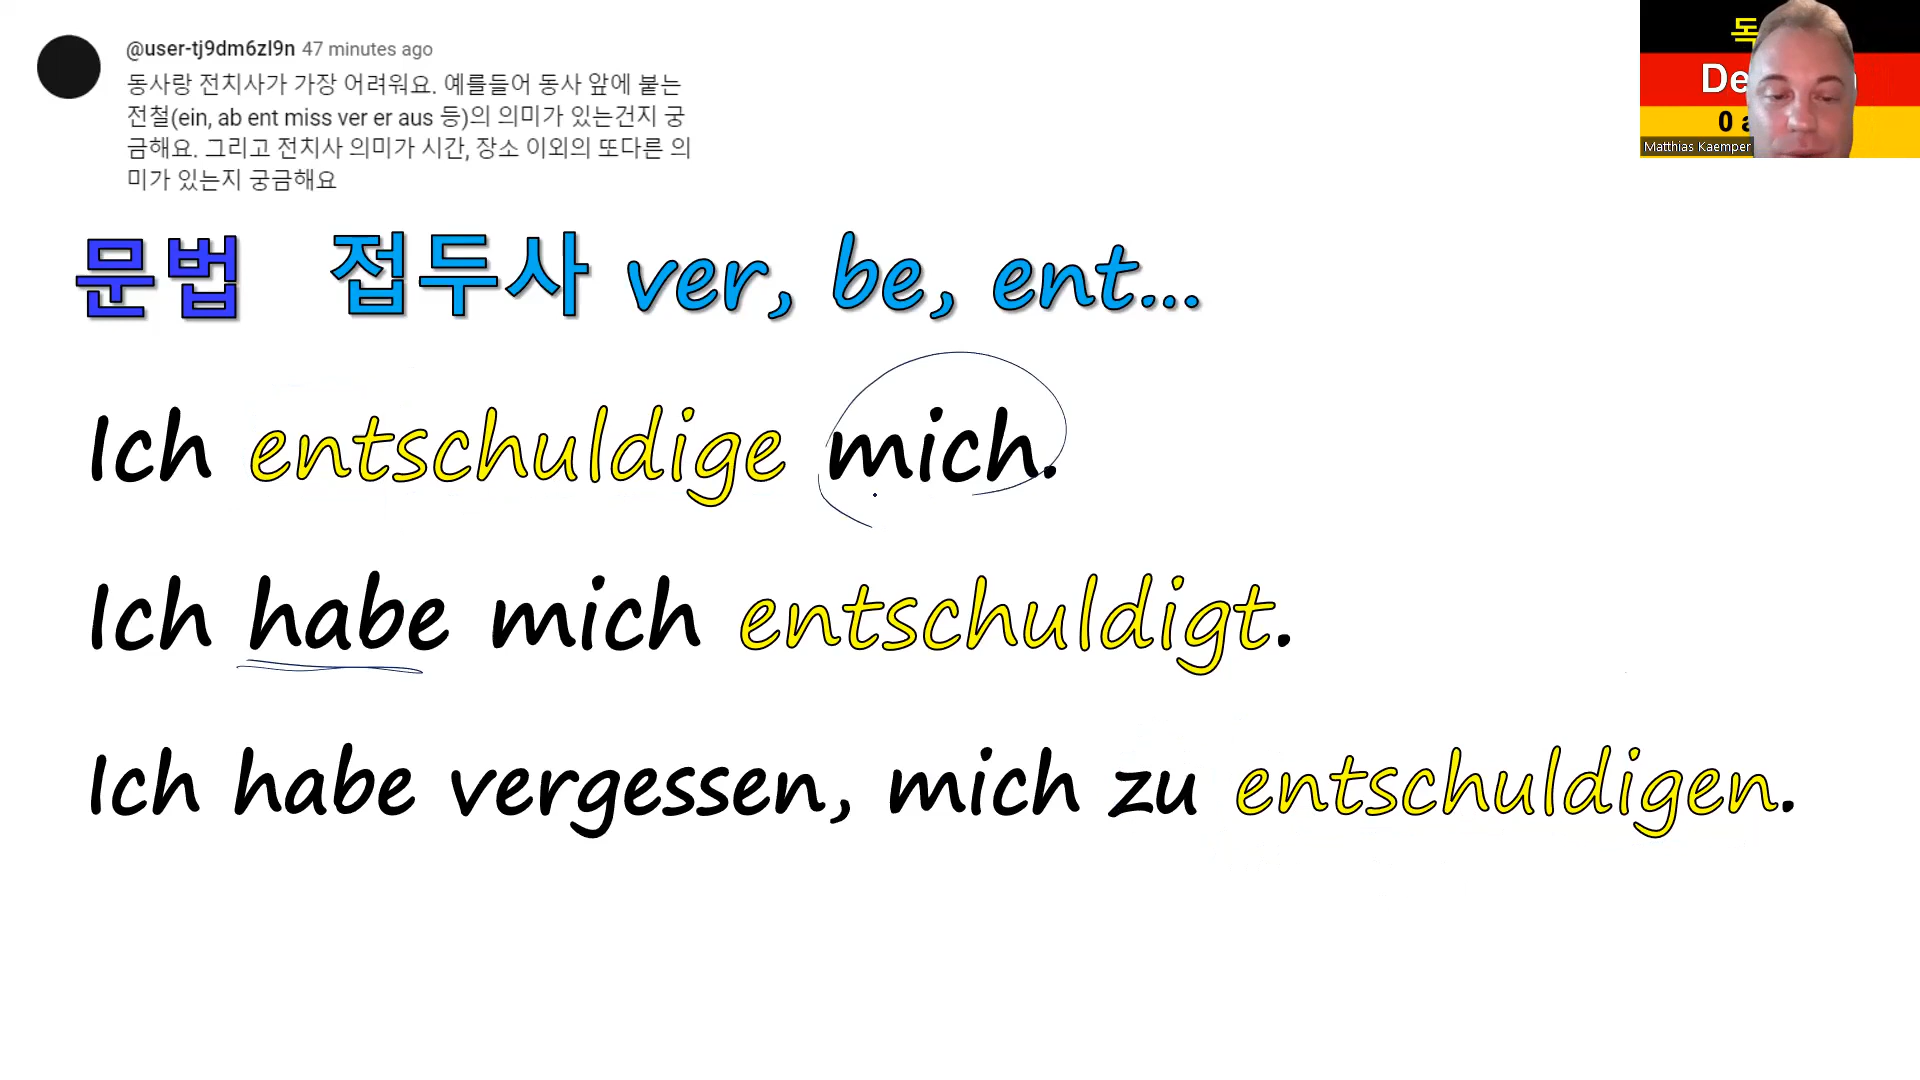 @user-tj9dm6zl9n 47 minutes ago
동사랑 전치사가 가장 어려워요. 예를들어 동사 앞에 붙는
전철(ein, ab ent miss ver er aus 등)의 의미가 있는건지 궁
금해요. 그리고 전치사 의미가 시간, 장소 이외의 또다른 의
미가 있는지 궁금해요
독
De
0 a
Matthias Kaemper
문법 접두사 ver, be, ent...
Ich entschuldige mich.
Ich habe mich entschuldigt.
Ich habe vergessen, mich zu entschuldigen.